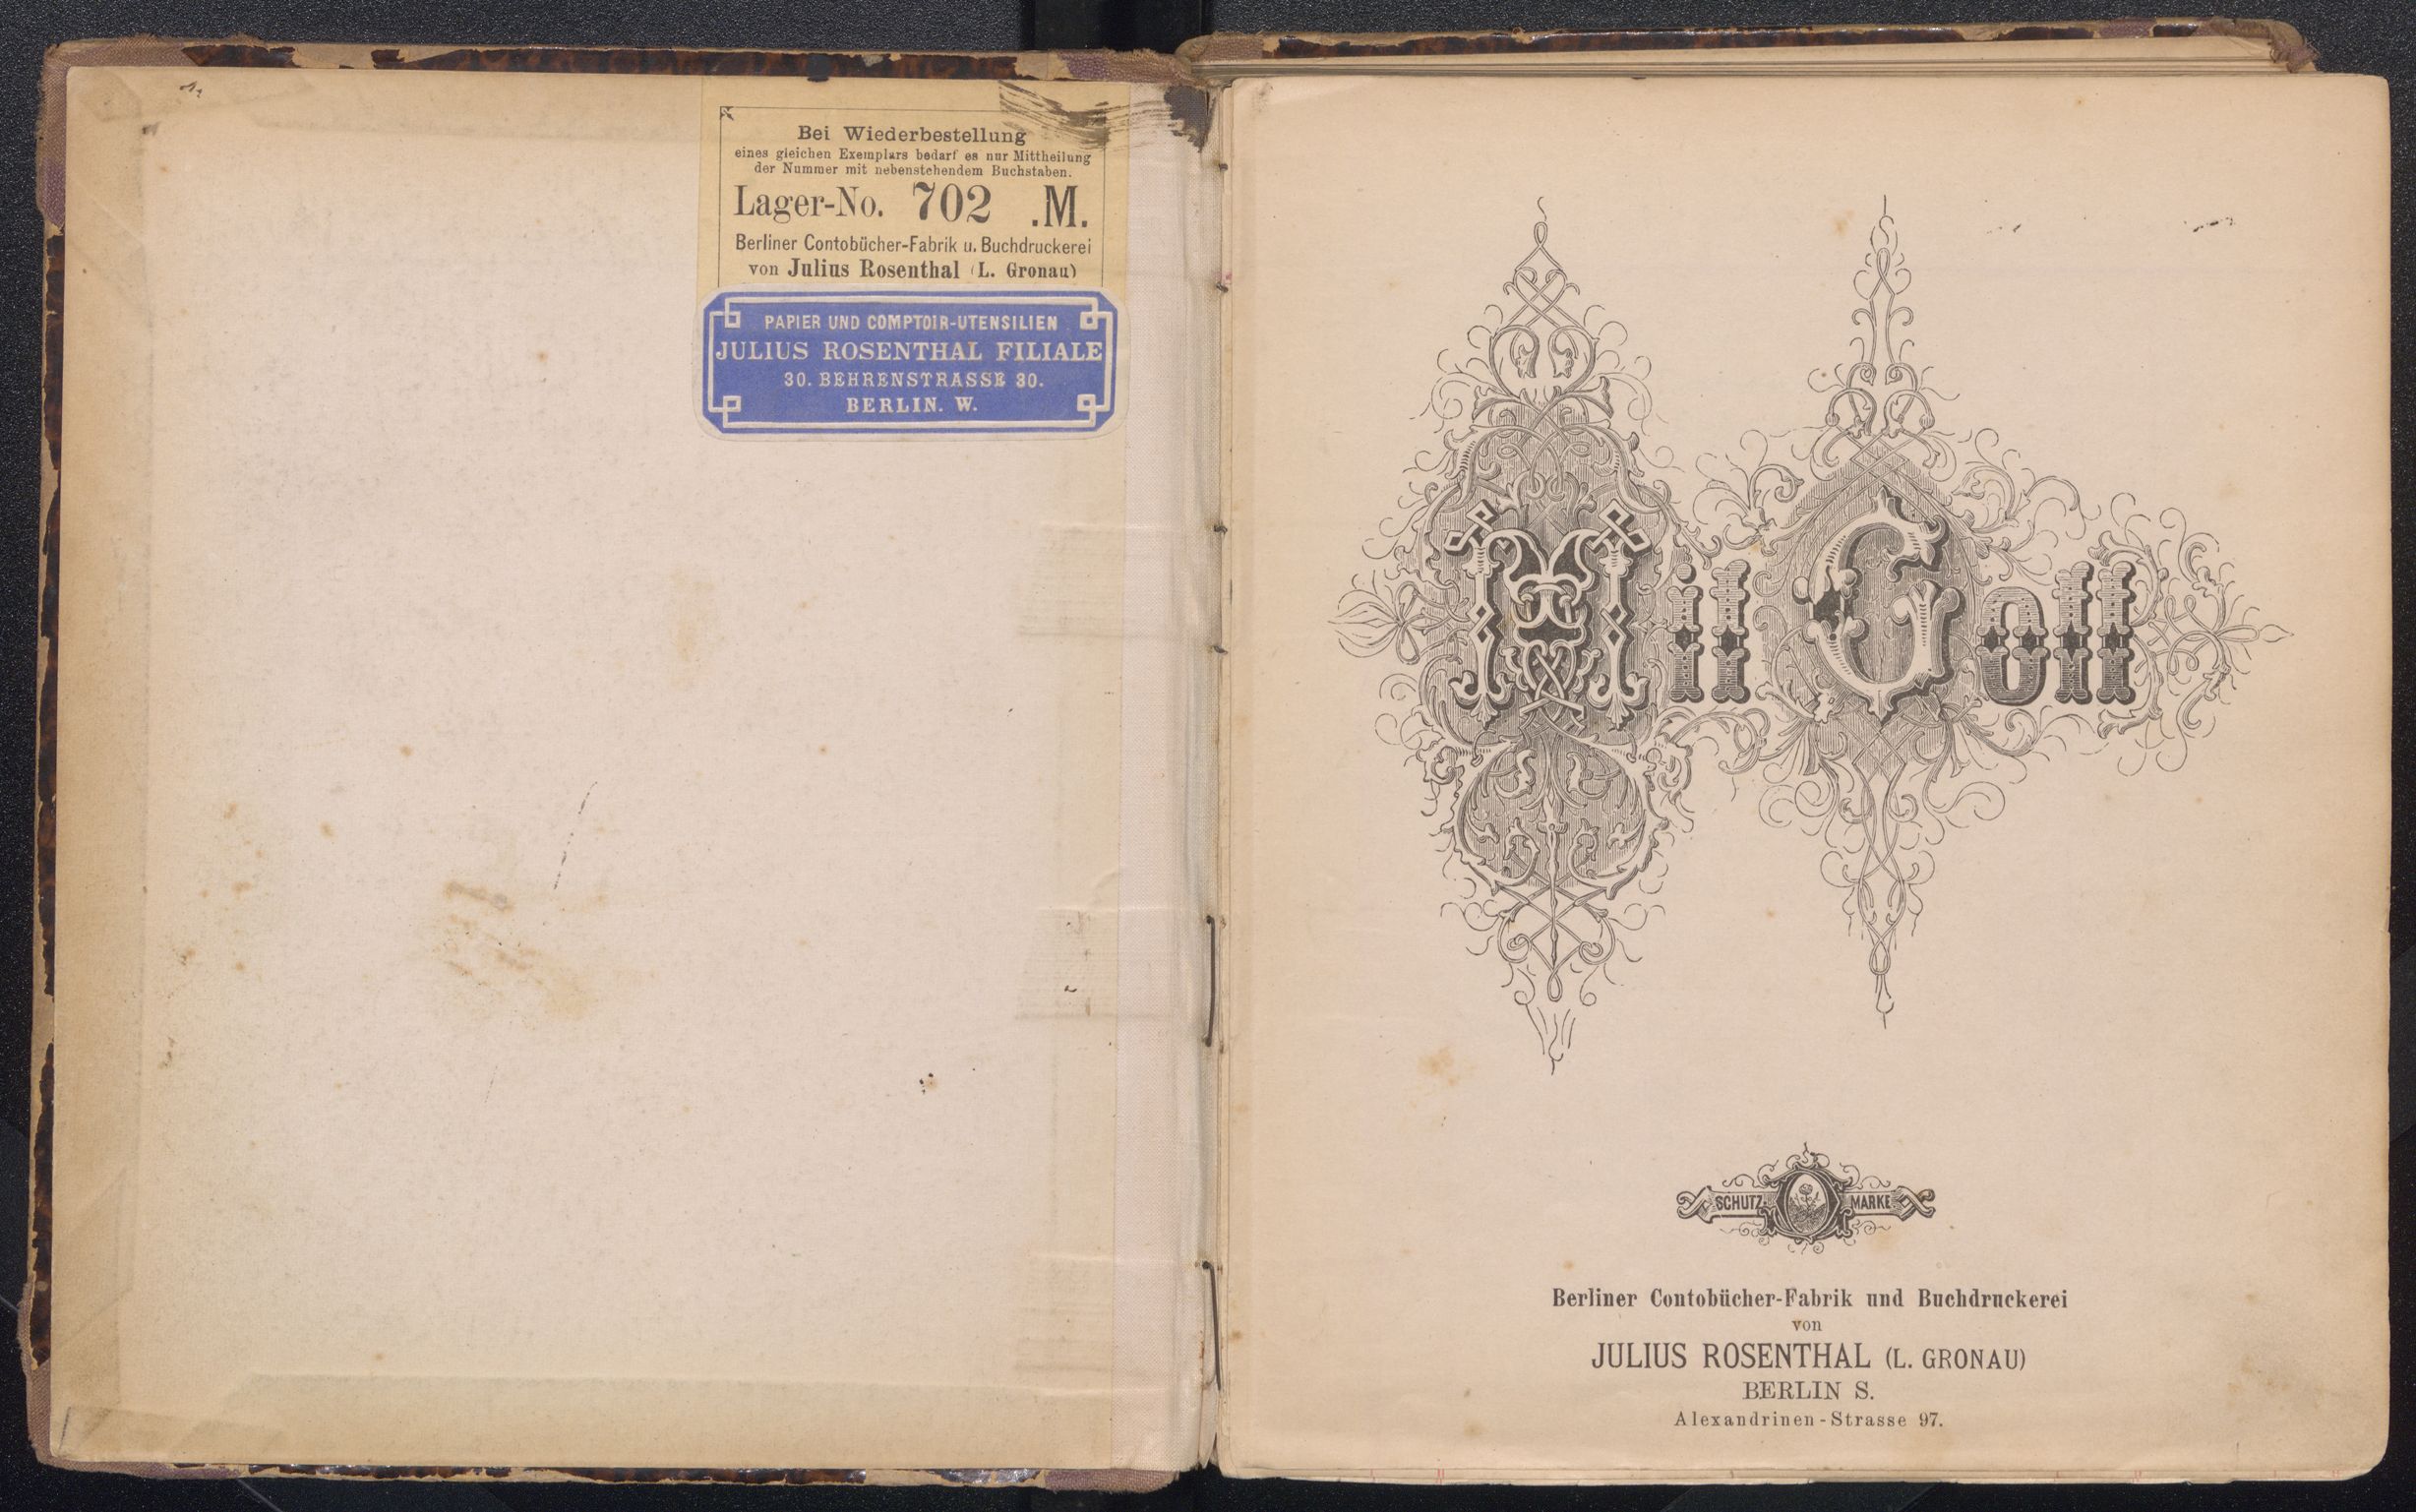 Bei Wiederbestellung
eines gleichen Exemplars bedarf es nur Mittheilung
der Nummer mit nebenstehendem Buchstaben.
Lager-No. 702 .M.
Berliner Contobücher-Fabrik u. Buchdruckerei
von Julius Rosenthal (L. Gronau)
PAPIER UND COMPTOIR-UTENSILIEN
JULIUS ROSENTHAL FILIALE
30. BEHRENSTRASSE 30.
BERLIN. W.
Mit Gott
SCHUTZ- MARKE
Berliner Contobücher-Fabrik und Buchdruckerei
von
JULIUS ROSENTHAL (L. GRONAU)
BERLIN S.
Alexandrinen-Strasse 97.